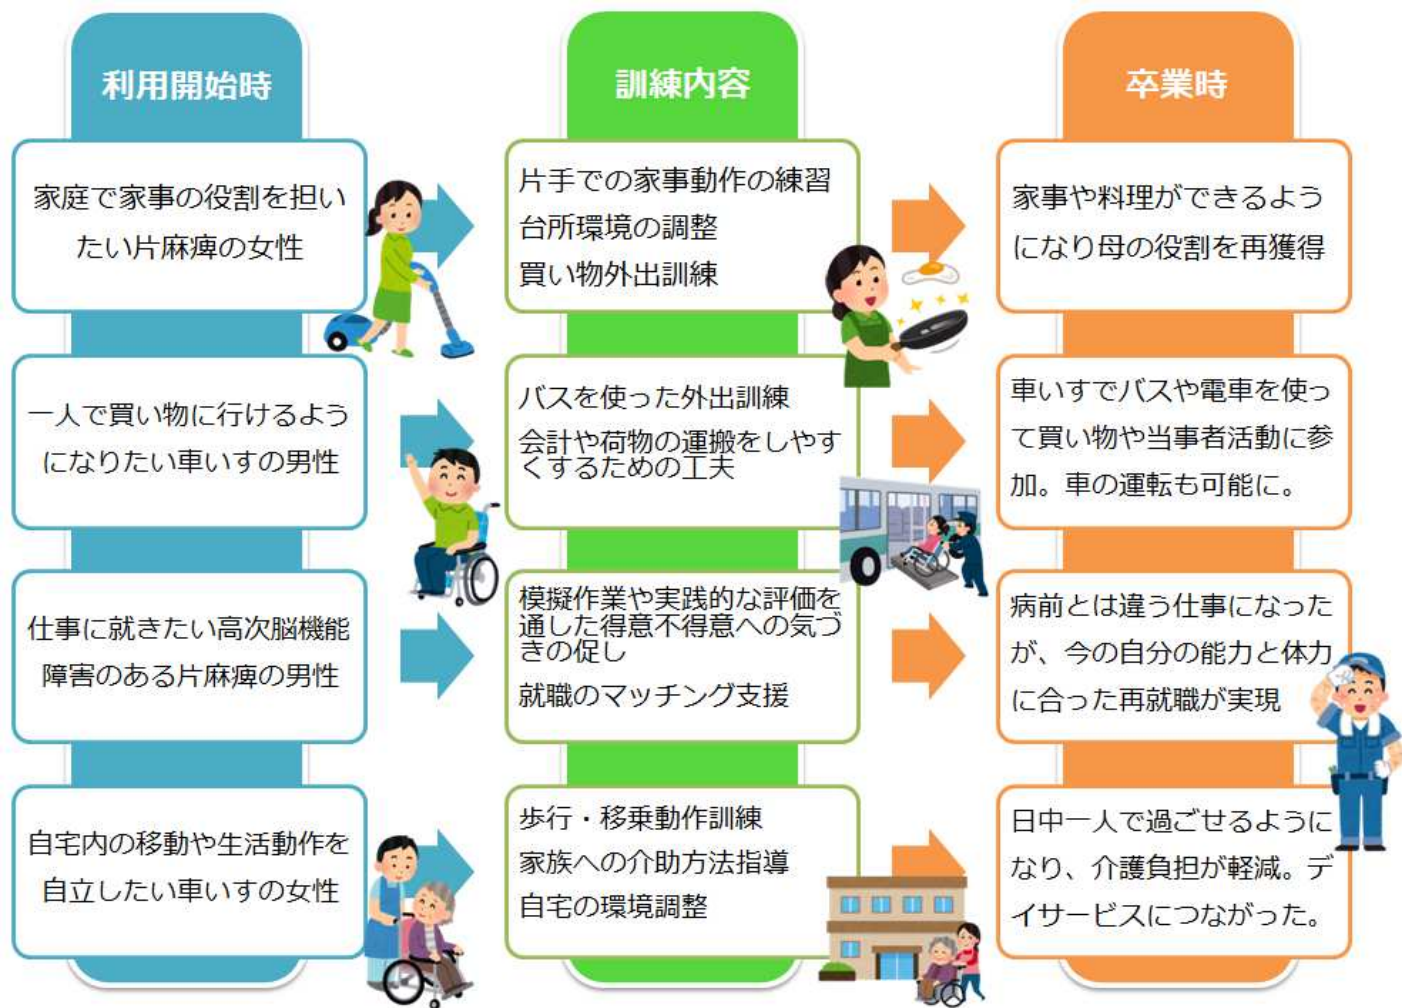 利用開始時
訓練内容
卒業時
家庭で家事の役割を担い
たい片麻痺の女性
片手での家事動作の練習
台所環境の調整
買い物外出訓練
家事や料理ができるよう
になり母の役割を再獲得
一人で買い物に行けるよう
になりたい車いすの男性
バスを使った外出訓練
会計や荷物の運搬をしやす
くするための工夫
車いすでバスや電車を使っ
て買い物や当事者活動に参
加。車の運転も可能に。
仕事に就きたい高次脳機能
障害のある片麻痺の男性
模擬作業や実践的な評価を
通した得意不得意への気づ
きの促し
就職のマッチング支援
病前とは違う仕事になった
が、今の自分の能力と体力
に合った再就職が実現
自宅内の移動や生活動作を
自立したい車いすの女性
歩行・移乗動作訓練
家族への介助方法指導
自宅の環境調整
日中一人で過ごせるように
なり、介護負担が軽減。デ
イサービスにつながった。